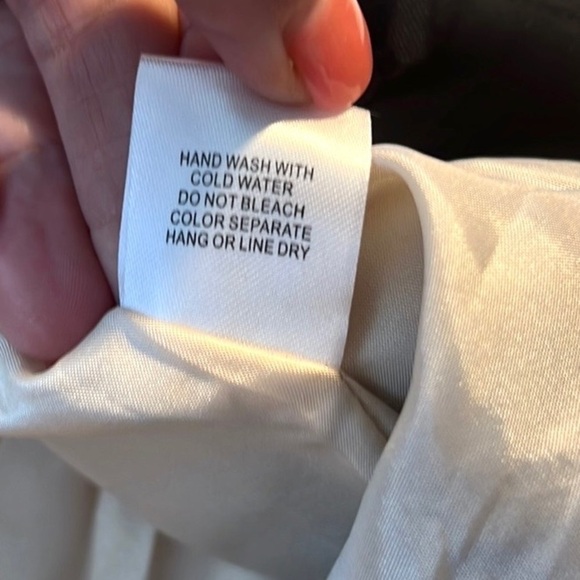 HAND WASH WITH
COLD WATER
DO NOT BLEACH
COLOR SEPARATE
HANG OR LINE DRY